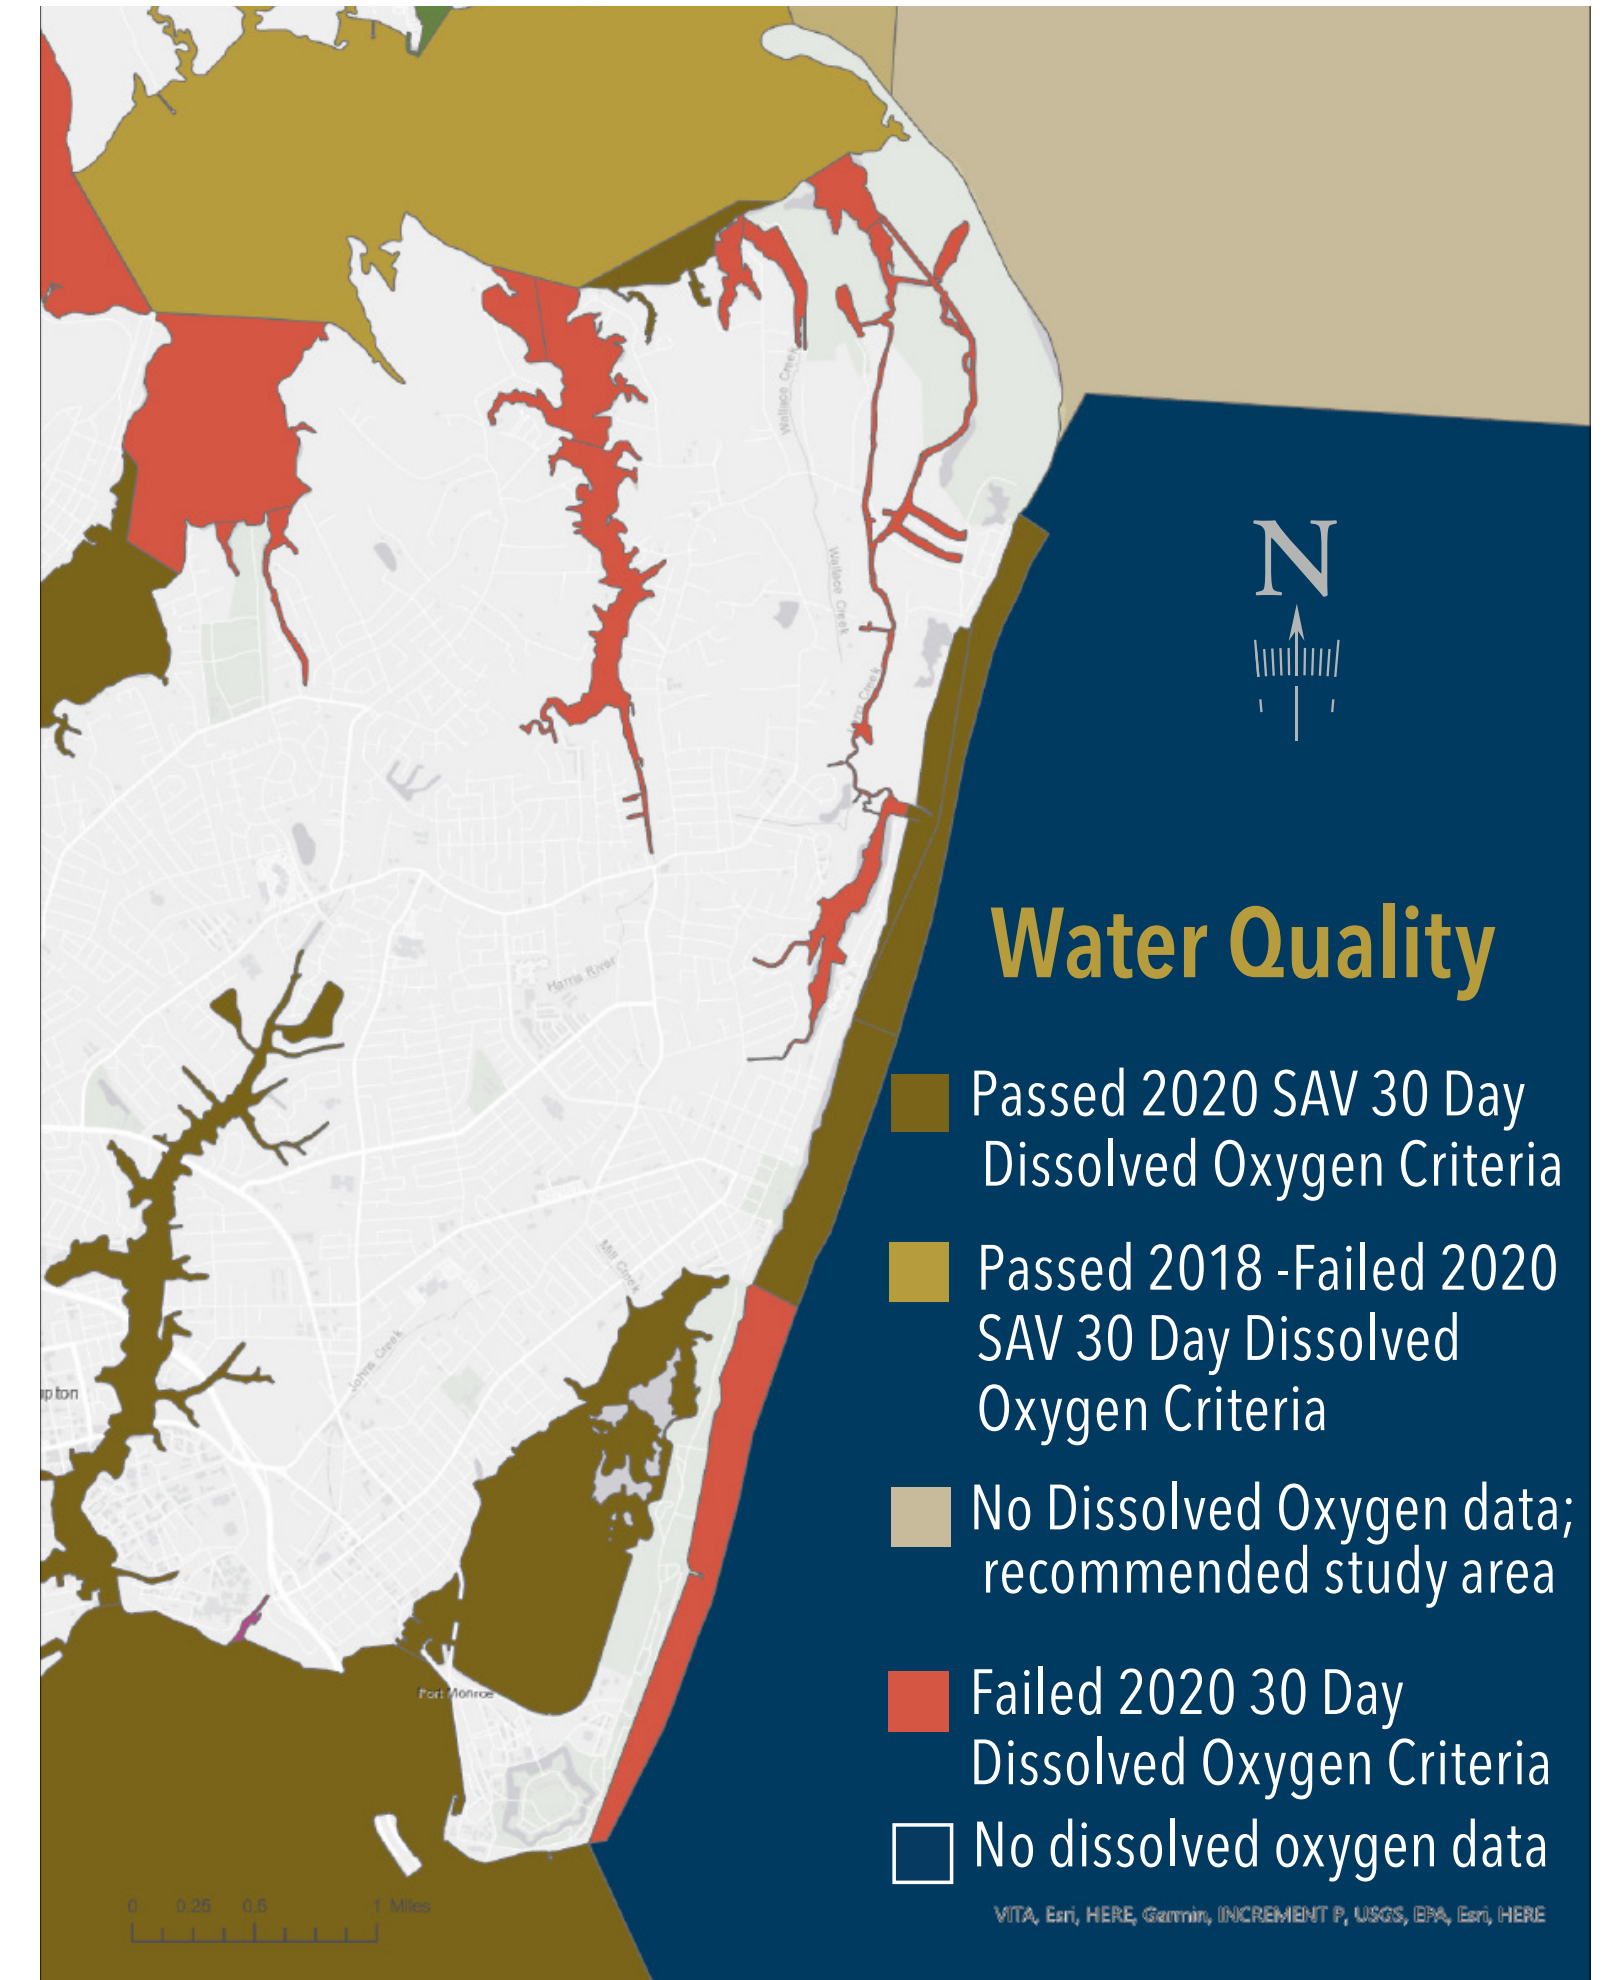 N
Wallace Creek
Wallace Creek
Creek
Harris River
Mill Creek
Johns Creek
pton
Fort Monroe
Water Quality
Passed 2020 SAV 30 Day
Dissolved Oxygen Criteria
Passed 2018 -Failed 2020
SAV 30 Day Dissolved
Oxygen Criteria
No Dissolved Oxygen data;
recommended study area
Failed 2020 30 Day
Dissolved Oxygen Criteria
No dissolved oxygen data
0 0.25 0.5 1 Miles
VITA, Esri, HERE, Garmin, INCREMENT P, USGS, EPA, Esri, HERE